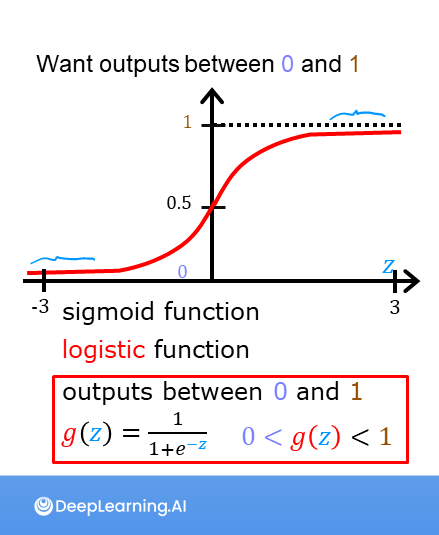 Want outputs between 0 and 1
1
0.5
0
z
-3
3
sigmoid function
logistic function
outputs between 0 and 1
g(z) = 1/(1+e^{-z}) 0 < g(z) < 1
DeepLearning.AI